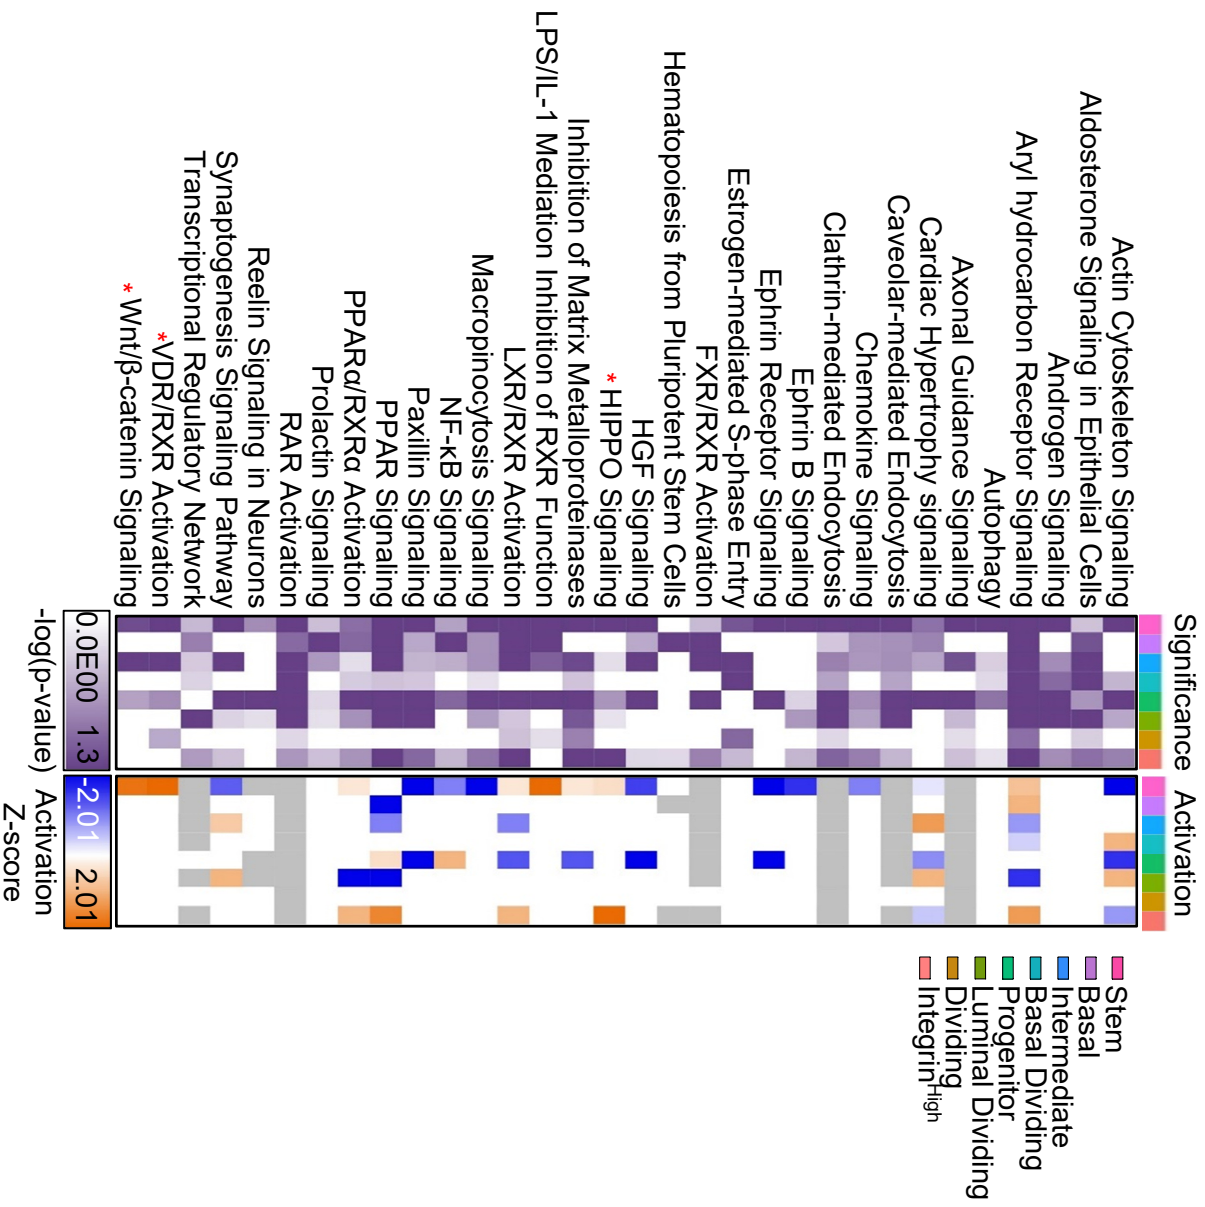 Significance
Activation
Actin Cytoskeleton Signaling
Aldosterone Signaling in Epithelial Cells
Androgen Signaling
Aryl hydrocarbon Receptor Signaling
Autophagy
Axonal Guidance Signaling
Cardiac Hypertrophy signaling
Caveolar-mediated Endocytosis
Chemokine Signaling
Clathrin-mediated Endocytosis
Ephrin B Signaling
Ephrin Receptor Signaling
Estrogen-mediated S-phase Entry
FXR/RXR Activation
Hematopoiesis from Pluripotent Stem Cells
HGF Signaling
* HIPPO Signaling
Inhibition of Matrix Metalloproteinases
LPS/IL-1 Mediation Inhibition of RXR Function
LXR/RXR Activation
Macropinocytosis Signaling
NF-κB Signaling
Paxillin Signaling
PPAR Signaling
PPARα/RXRα Activation
Prolactin Signaling
RAR Activation
Reelin Signaling in Neurons
Synaptogenesis Signaling Pathway
Transcriptional Regulatory Network
*VDR/RXR Activation
* Wnt/β-catenin Signaling
0.0E00 1.3
-log(p-value)
-2.01 2.01
Activation
Z-score
Stem
Basal
Intermediate
Basal Dividing
Progenitor
Luminal Dividing
Dividing
IntegrinHigh